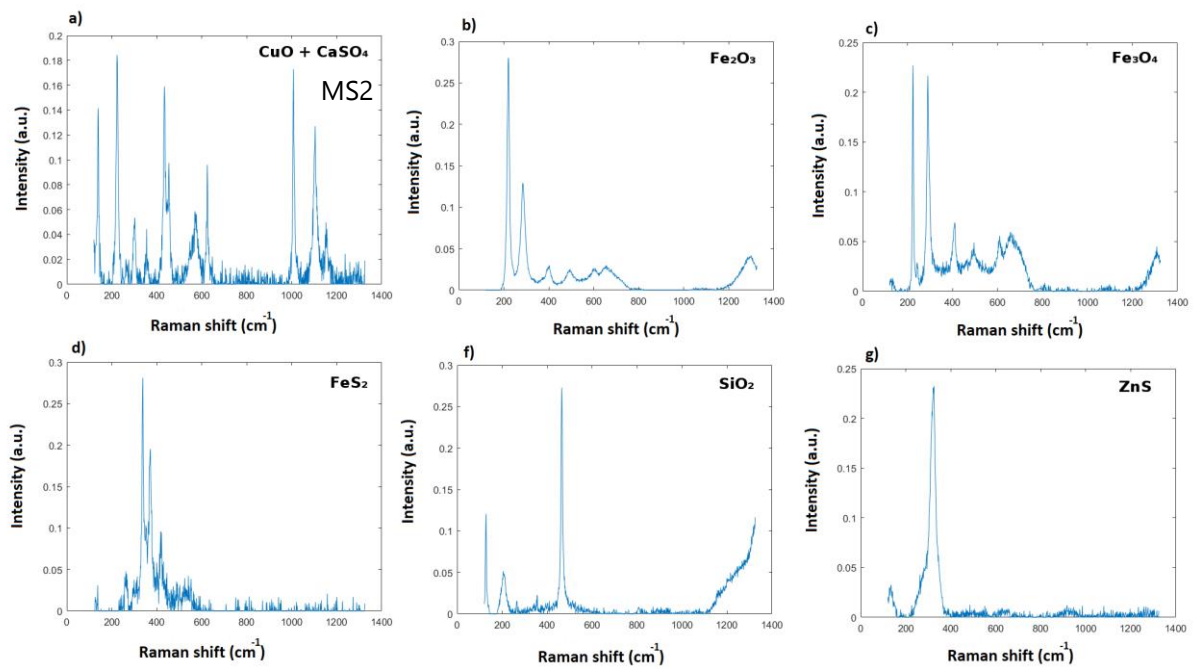 a)
CuO + CaSO₄
MS2
0.2
0.18
0.16
0.14
0.12
0.1
0.08
0.06
0.04
0.02
0
0 200 400 600 800 1000 1200 1400
Intensity (a.u.)
Raman shift (cm⁻¹)
b)
Fe₂O₃
0.3
0.25
0.2
0.15
0.1
0.05
0
0 200 400 600 800 1000 1200 1400
Intensity (a.u.)
Raman shift (cm⁻¹)
c)
Fe₃O₄
0.25
0.2
0.15
0.1
0.05
0
0 200 400 600 800 1000 1200 1400
Intensity (a.u.)
Raman shift (cm⁻¹)
d)
FeS₂
0.3
0.25
0.2
0.15
0.1
0.05
0
0 200 400 600 800 1000 1200 1400
Intensity (a.u.)
Raman shift (cm⁻¹)
f)
SiO₂
0.3
0.25
0.2
0.15
0.1
0.05
0
0 200 400 600 800 1000 1200 1400
Intensity (a.u.)
Raman shift (cm⁻¹)
g)
ZnS
0.25
0.2
0.15
0.1
0.05
0
0 200 400 600 800 1000 1200 1400
Intensity (a.u.)
Raman shift (cm⁻¹)